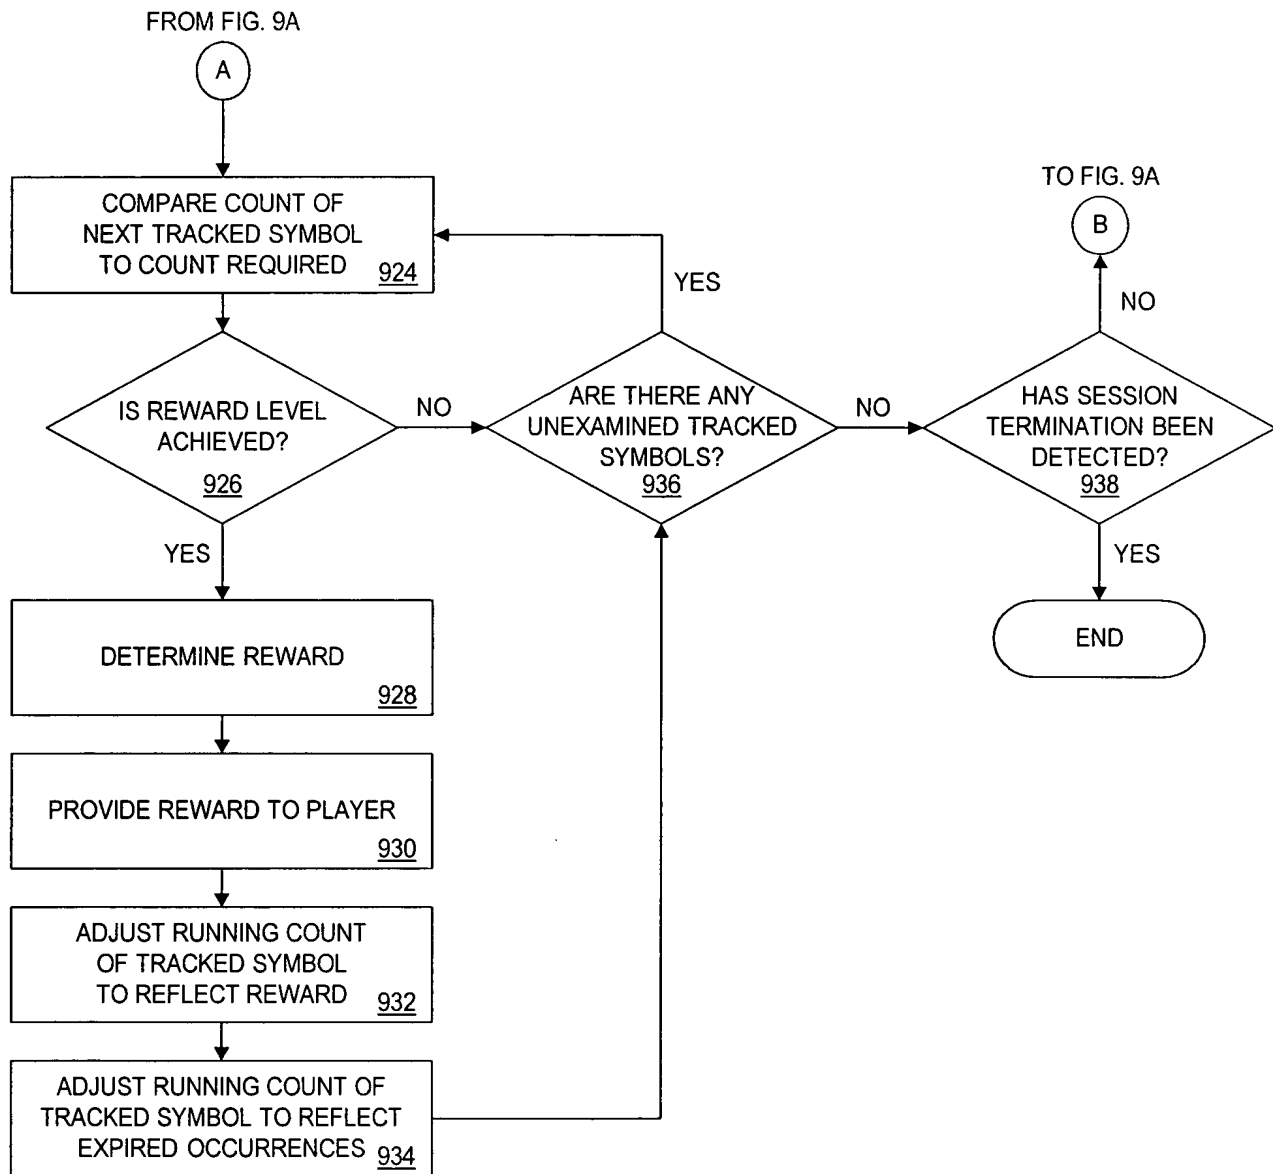 FROM FIG. 9A
A
COMPARE COUNT OF
NEXT TRACKED SYMBOL
TO COUNT REQUIRED
924
IS REWARD LEVEL
ACHIEVED?
926
NO
YES
DETERMINE REWARD
928
PROVIDE REWARD TO PLAYER
930
ADJUST RUNNING COUNT
OF TRACKED SYMBOL
TO REFLECT REWARD
932
ADJUST RUNNING COUNT OF
TRACKED SYMBOL TO REFLECT
EXPIRED OCCURRENCES
934
YES
ARE THERE ANY
UNEXAMINED TRACKED
SYMBOLS?
936
NO
TO FIG. 9A
B
NO
HAS SESSION
TERMINATION BEEN
DETECTED?
938
YES
END